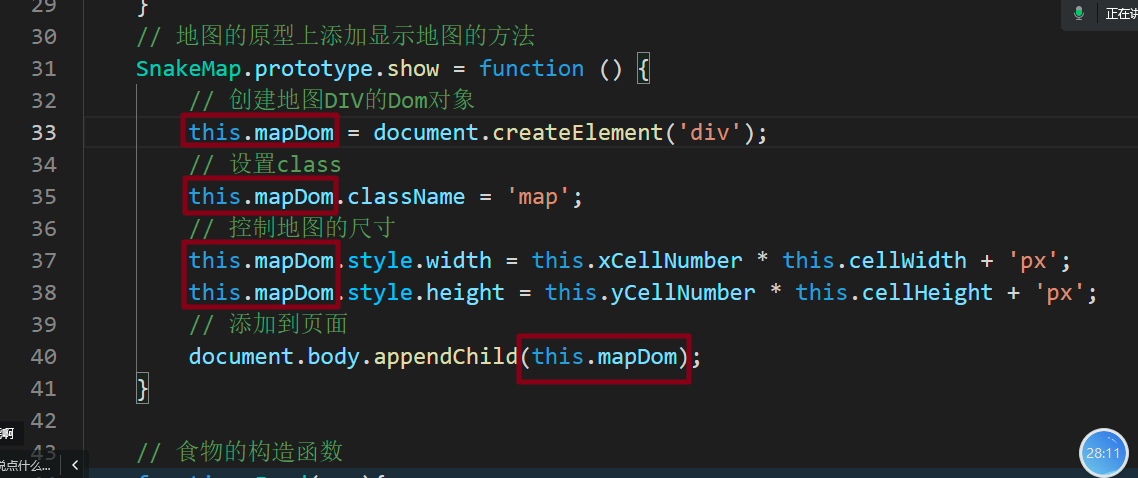 29 }
30 // 地图的原型上添加显示地图的方法
31 SnakeMap.prototype.show = function () {
32 // 创建地图DIV的Dom对象
33 this.mapDom = document.createElement('div');
34 // 设置class
35 this.mapDom.className = 'map';
36 // 控制地图的尺寸
37 this.mapDom.style.width = this.xCellNumber * this.cellWidth + 'px';
38 this.mapDom.style.height = this.yCellNumber * this.cellHeight + 'px';
39 // 添加到页面
40 document.body.appendChild(this.mapDom);
41 }
42
43 // 食物的构造函数
正在讲
啊
说点什么...
28:11